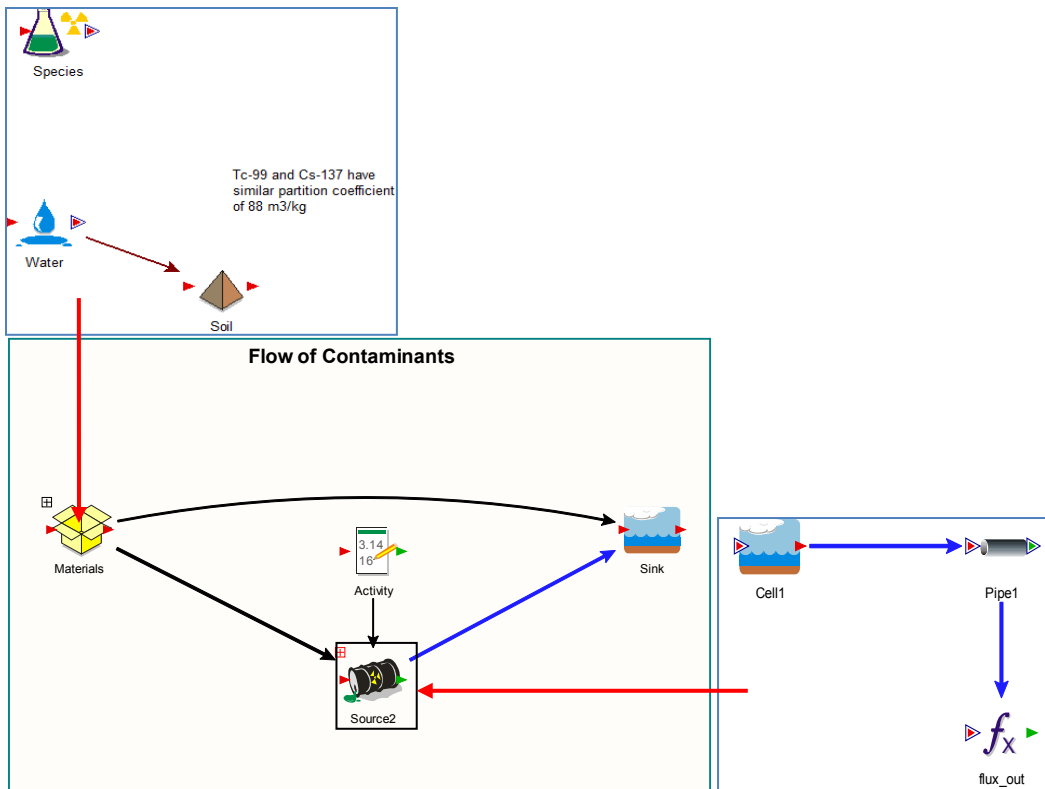 Species
Tc-99 and Cs-137 have
similar partition coefficient
of 88 m3/kg
Water
Soil
Flow of Contaminants
Materials
3.14
16
Activity
Sink
Cell1
Pipe1
Source2
fx
flux_out